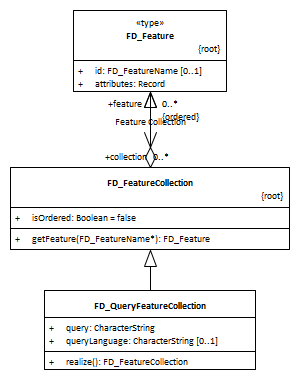 «type»
FD_Feature
{root}
+ id: FD_FeatureName [0..1]
+ attributes: Record
+feature 0..*
{ordered}
Feature Collection
+collection 0..*
FD_FeatureCollection
{root}
+ isOrdered: Boolean = false
+ getFeature(FD_FeatureName*): FD_Feature
FD_QueryFeatureCollection
+ query: CharacterString
+ queryLanguage: CharacterString [0..1]
+ realize(): FD_FeatureCollection